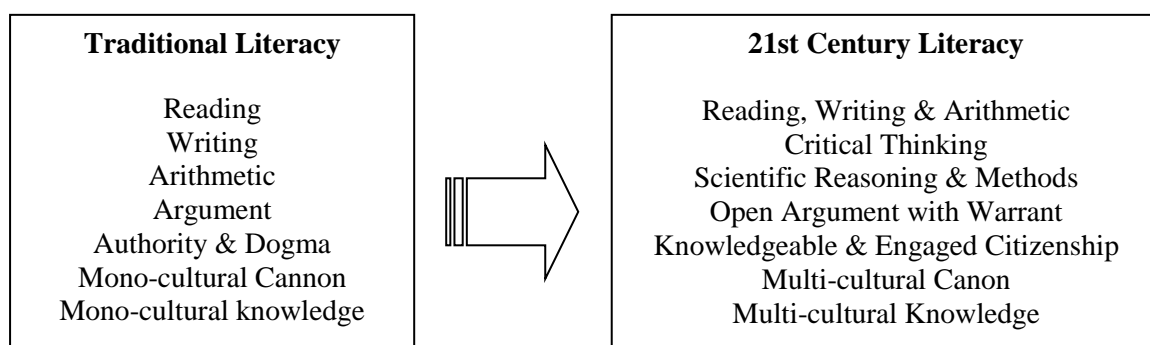 Traditional Literacy
Reading
Writing
Arithmetic
Argument
Authority & Dogma
Mono-cultural Cannon
Mono-cultural knowledge
21st Century Literacy
Reading, Writing & Arithmetic
Critical Thinking
Scientific Reasoning & Methods
Open Argument with Warrant
Knowledgeable & Engaged Citizenship
Multi-cultural Canon
Multi-cultural Knowledge